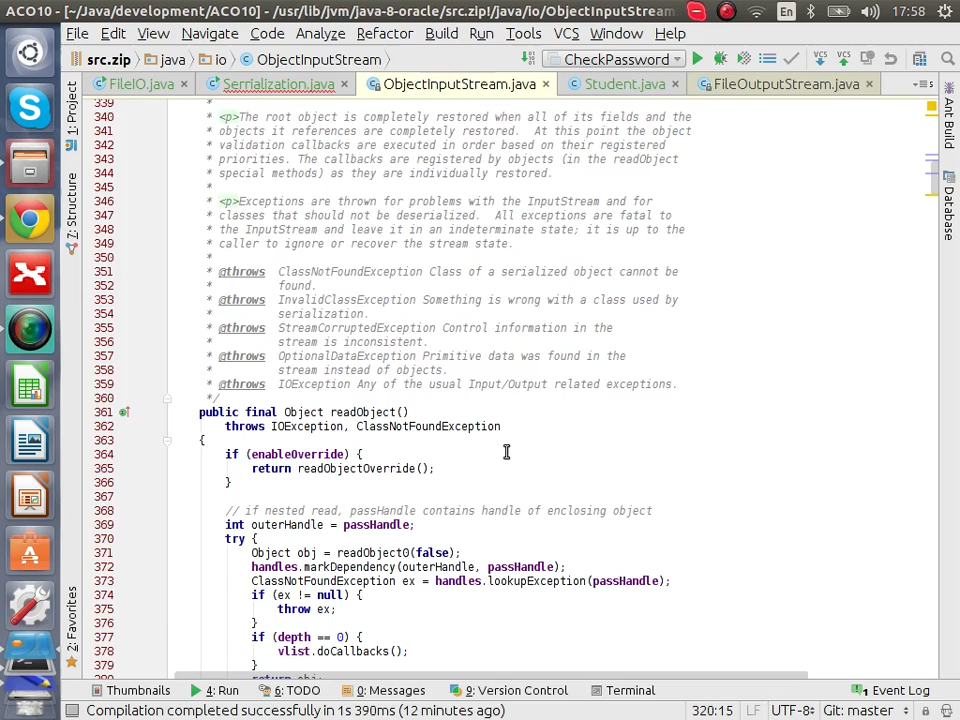 ACO10 - [~/Java/development/ACO10] - /usr/lib/jvm/java-8-oracle/src.zip!/java/io/ObjectInputStream En 17:58
File Edit View Navigate Code Analyze Refactor Build Run Tools VCS Window Help
src.zip java io ObjectInputStream CheckPassword
FileIO.java Serrialization.java ObjectInputStream.java Student.java FileOutputStream.java
1: Project
7: Structure
2: Favorites
Ant Build
Database
339 *
340 * <p>The root object is completely restored when all of its fields and the
341 * objects it references are completely restored.  At this point the object
342 * validation callbacks are executed in order based on their registered
343 * priorities. The callbacks are registered by objects (in the readObject
344 * special methods) as they are individually restored.
345 *
346 * <p>Exceptions are thrown for problems with the InputStream and for
347 * classes that should not be deserialized.  All exceptions are fatal to
348 * the InputStream and leave it in an indeterminate state; it is up to the
349 * caller to ignore or recover the stream state.
350 *
351 * @throws  ClassNotFoundException Class of a serialized object cannot be
352 *          found.
353 * @throws  InvalidClassException Something is wrong with a class used by
354 *          serialization.
355 * @throws  StreamCorruptedException Control information in the
356 *          stream is inconsistent.
357 * @throws  OptionalDataException Primitive data was found in the
358 *          stream instead of objects.
359 * @throws  IOException Any of the usual Input/Output related exceptions.
360 */
361 public final Object readObject()
362     throws IOException, ClassNotFoundException
363 {
364     if (enableOverride) {
365         return readObjectOverride();
366     }
367
368     // if nested read, passHandle contains handle of enclosing object
369     int outerHandle = passHandle;
370     try {
371         Object obj = readObject0(false);
372         handles.markDependency(outerHandle, passHandle);
373         ClassNotFoundException ex = handles.lookupException(passHandle);
374         if (ex != null) {
375             throw ex;
376         }
377         if (depth == 0) {
378             vlist.doCallbacks();
379         }
return obj;
Thumbnails 4: Run 6: TODO 0: Messages 9: Version Control Terminal 1 Event Log
Compilation completed successfully in 1s 390ms (12 minutes ago) 320:15 LF UTF-8 Git: master